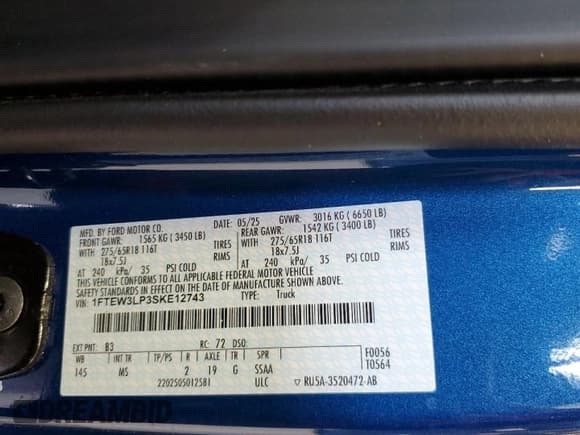 MFD. BY FORD MOTOR CO.
DATE: 05/25 GVWR: 3016 KG ( 6650 LB)
FRONT GAWR: 1565 KG ( 3450 LB) REAR GAWR: 1542 KG ( 3400 LB)
WITH 275/65R18 116T TIRES WITH 275/65R18 116T TIRES
18x7.5J RIMS 18x7.5J RIMS
AT 240 kPa/ 35 PSI COLD AT 240 kPa/ 35 PSI COLD
THIS VEHICLE CONFORMS TO ALL APPLICABLE FEDERAL MOTOR VEHICLE
SAFETY STANDARDS IN EFFECT ON THE DATE OF MANUFACTURE SHOWN ABOVE.
VIN: 1FTEW3LP3SKE12743 TYPE: Truck
EXT PNT: B3 RC: 72 DSO:
WB INT TR TP/PS R AXLE TR SPR F0056
145 MS 2 19 G SSAA T0564
2202505012581 ULC RU5A-3520472-AB
DREAMBID